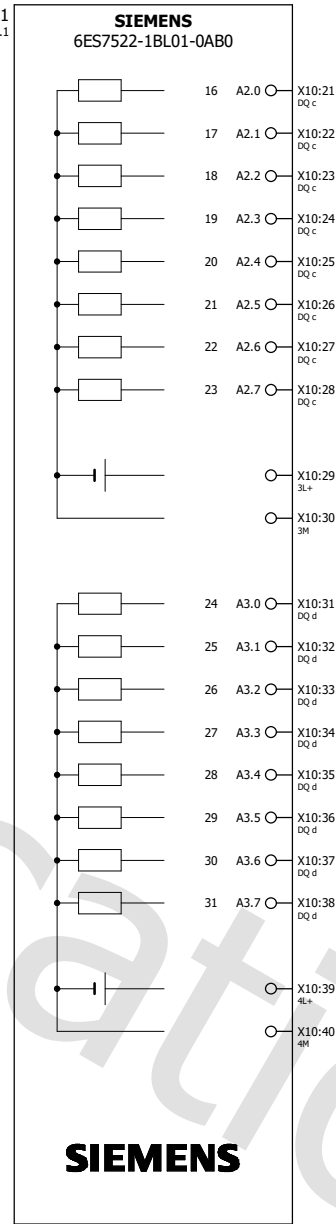 1
.1
SIEMENS
6ES7522-1BL01-0AB0
16 A2.0 X10:21
DQ c
17 A2.1 X10:22
DQ c
18 A2.2 X10:23
DQ c
19 A2.3 X10:24
DQ c
20 A2.4 X10:25
DQ c
21 A2.5 X10:26
DQ c
22 A2.6 X10:27
DQ c
23 A2.7 X10:28
DQ c
X10:29
3L+
X10:30
3M
24 A3.0 X10:31
DQ d
25 A3.1 X10:32
DQ d
26 A3.2 X10:33
DQ d
27 A3.3 X10:34
DQ d
28 A3.4 X10:35
DQ d
29 A3.5 X10:36
DQ d
30 A3.6 X10:37
DQ d
31 A3.7 X10:38
DQ d
X10:39
4L+
X10:40
4M
SIEMENS